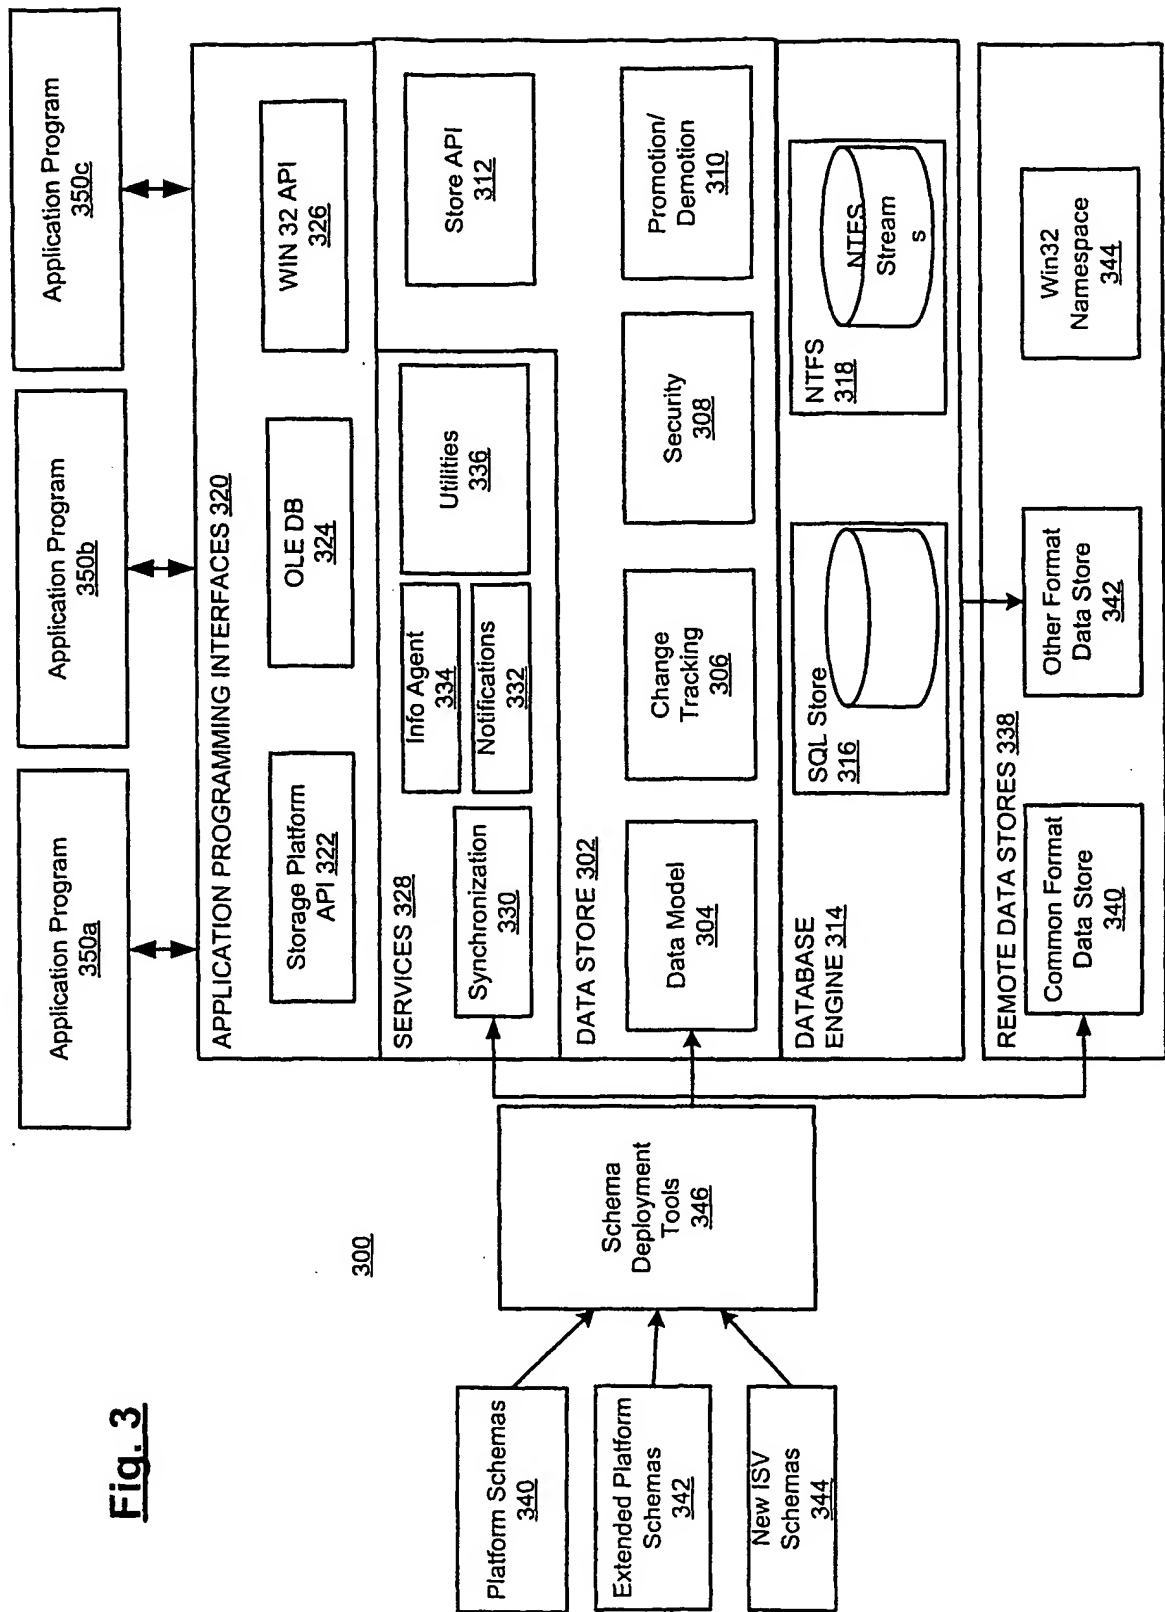 Application Program
350a
Application Program
350b
Application Program
350c
APPLICATION PROGRAMMING INTERFACES 320
Storage Platform
API 322
OLE DB
324
WIN 32 API
326
SERVICES 328
Synchronization
330
Info Agent
334
Notifications
332
Utilities
336
Store API
312
DATA STORE 302
Data Model
304
Change
Tracking
306
Security
308
Promotion/
Demotion
310
DATABASE
ENGINE 314
SQL Store
316
NTFS
318
NTFS
Stream
s
REMOTE DATA STORES 338
Common Format
Data Store
340
Other Format
Data Store
342
Win32
Namespace
344
Schema
Deployment
Tools
346
300
Platform Schemas
340
Extended Platform
Schemas
342
New ISV
Schemas
344
Fig. 3